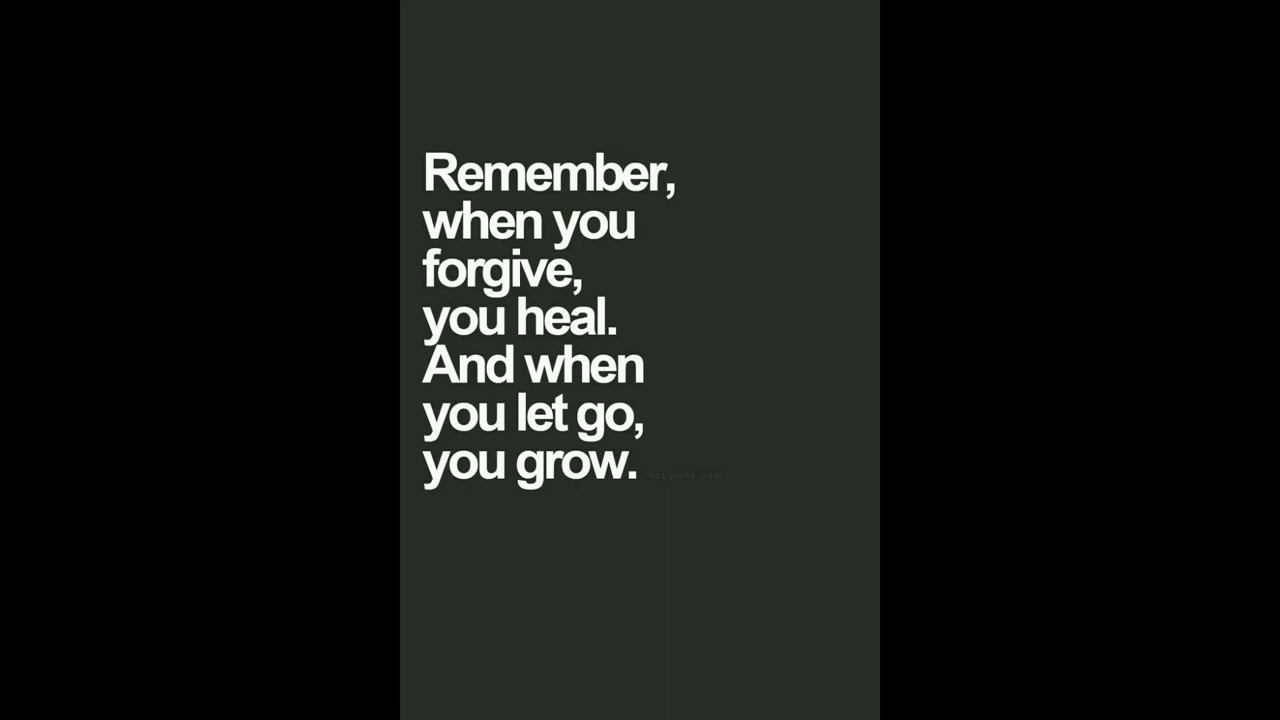 Remember,
when you
forgive,
you heal.
And when
you let go,
you grow.